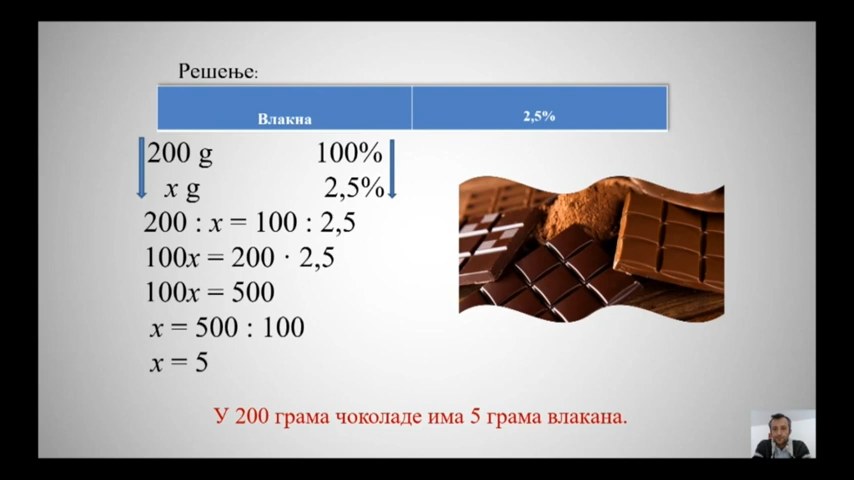 Решење:
Влакна 2,5%
200 g 100%
x g 2,5%
200 : x = 100 : 2,5
100x = 200 · 2,5
100x = 500
x = 500 : 100
x = 5
У 200 грама чоколаде има 5 грама влакана.